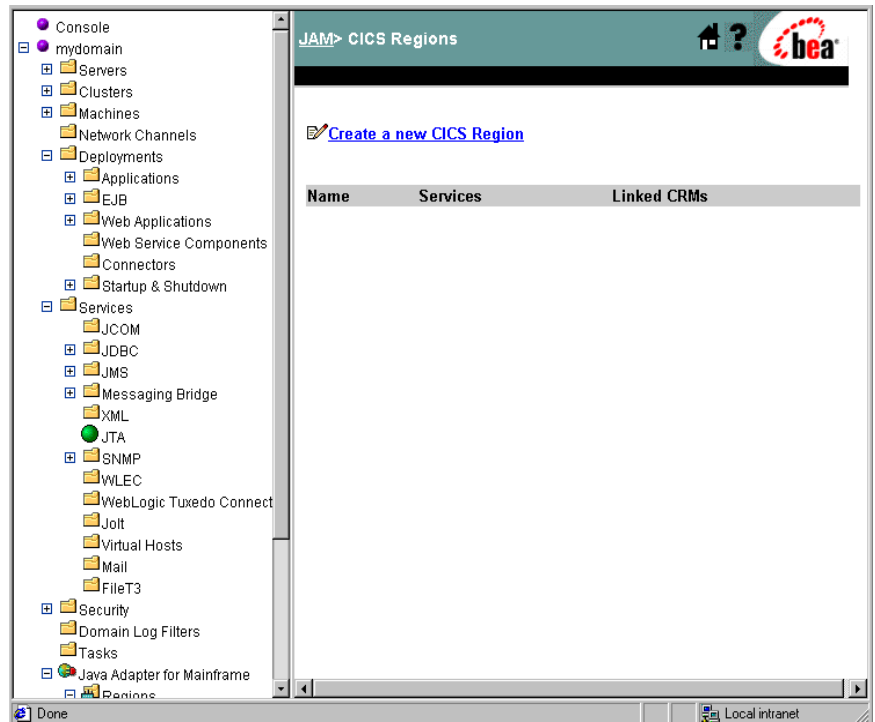 Console
mydomain
Servers
Clusters
Machines
Network Channels
Deployments
Applications
EJB
Web Applications
Web Service Components
Connectors
Startup & Shutdown
Services
JCOM
JDBC
JMS
Messaging Bridge
XML
JTA
SNMP
WLEC
WebLogic Tuxedo Connect
Jolt
Virtual Hosts
Mail
FileT3
Security
Domain Log Filters
Tasks
Java Adapter for Mainframe
Regions
JAM> CICS Regions
?
bea
Create a new CICS Region
Name Services Linked CRMs
Done Local intranet